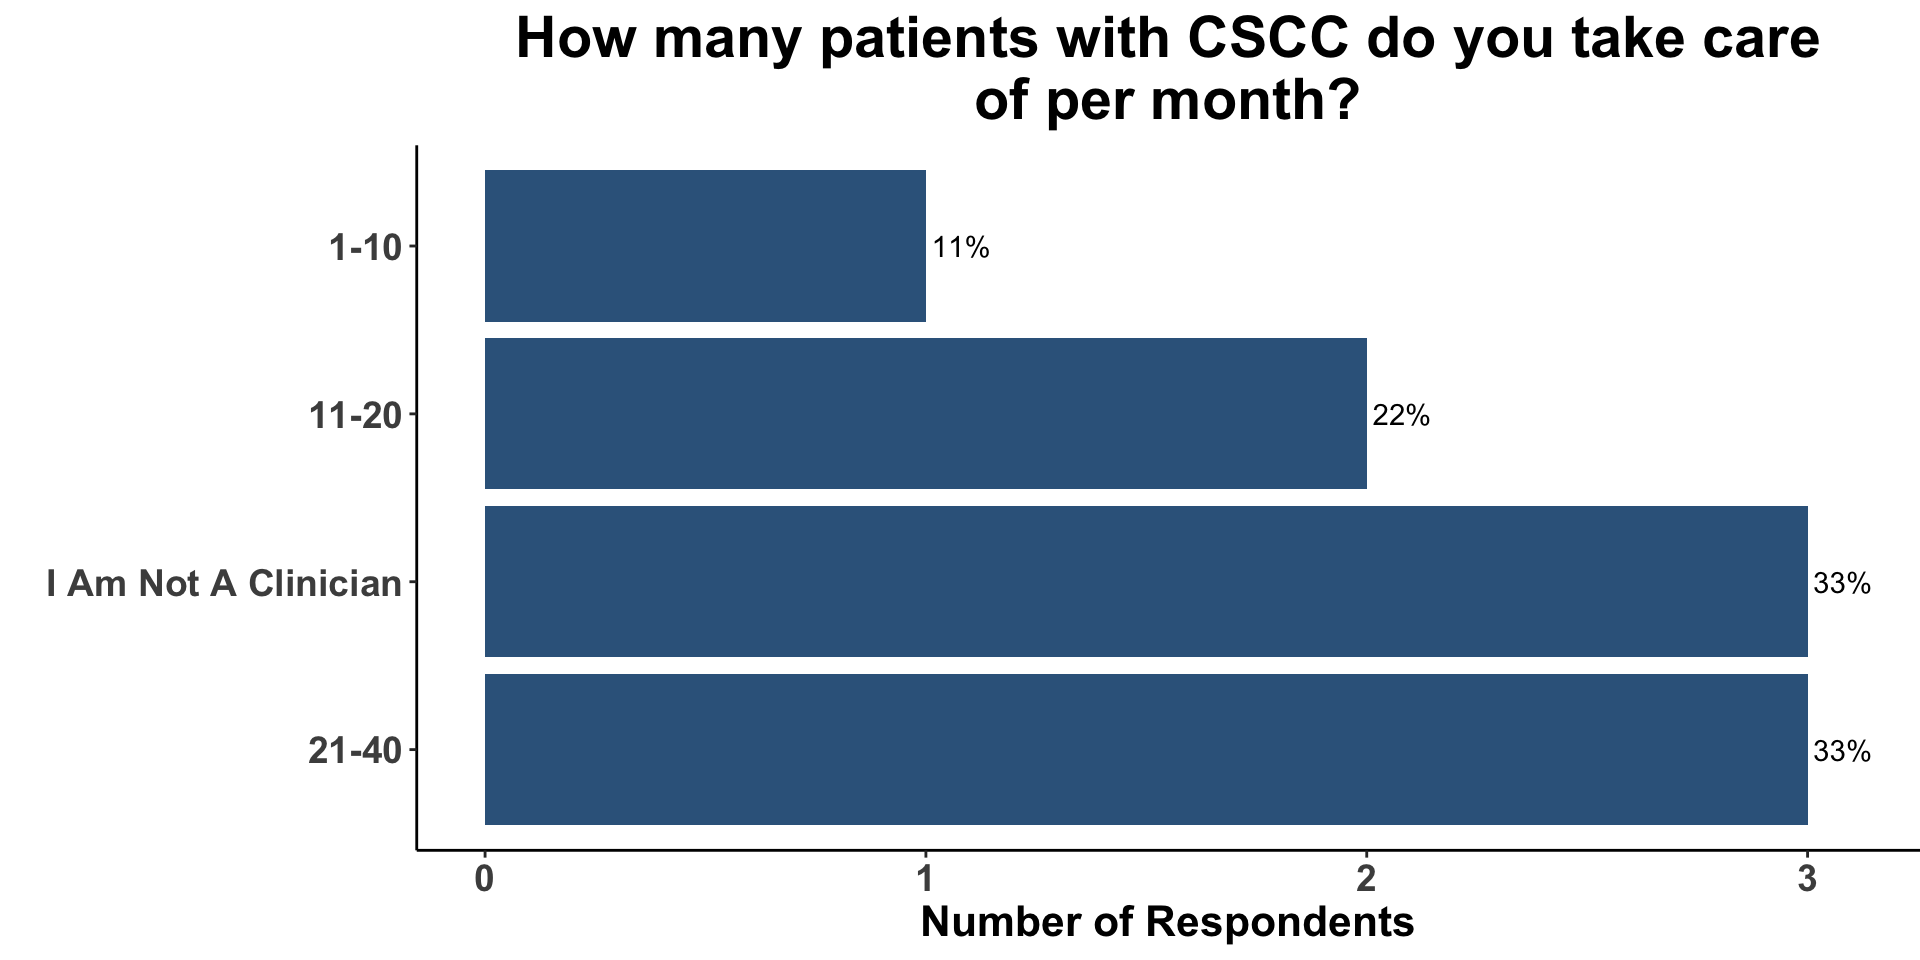 How many patients with CSCC do you take care
of per month?
1-10
11%
11-20
22%
I Am Not A Clinician
33%
21-40
33%
0
1
2
3
Number of Respondents